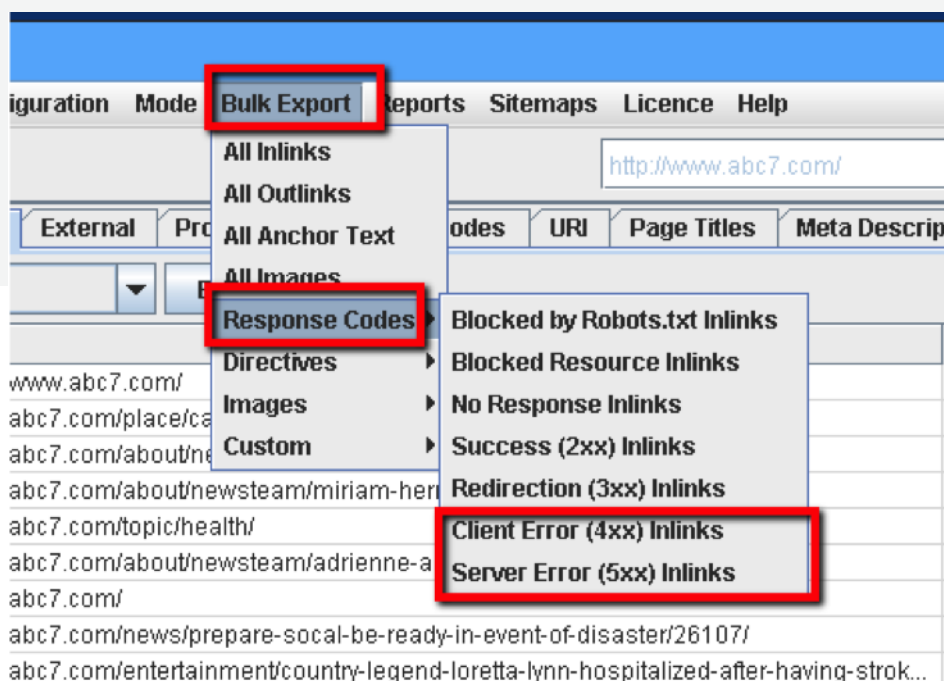 iguration Mode Bulk Export Reports Sitemaps Licence Help
All Inlinks
http://www.abc7.com/
All Outlinks
External Pro odes URI Page Titles Meta Descrip
All Anchor Text
All Images
Response Codes
Blocked by Robots.txt Inlinks
Directives
Blocked Resource Inlinks
www.abc7.com/
Images
No Response Inlinks
abc7.com/place/ca
Custom
Success (2xx) Inlinks
abc7.com/about/ne
Redirection (3xx) Inlinks
abc7.com/about/newsteam/miriam-her
Client Error (4xx) Inlinks
abc7.com/topic/health/
Server Error (5xx) Inlinks
abc7.com/about/newsteam/adrienne-a
abc7.com/
abc7.com/news/prepare-socal-be-ready-in-event-of-disaster/26107/
abc7.com/entertainment/country-legend-loretta-lynn-hospitalized-after-having-strok...